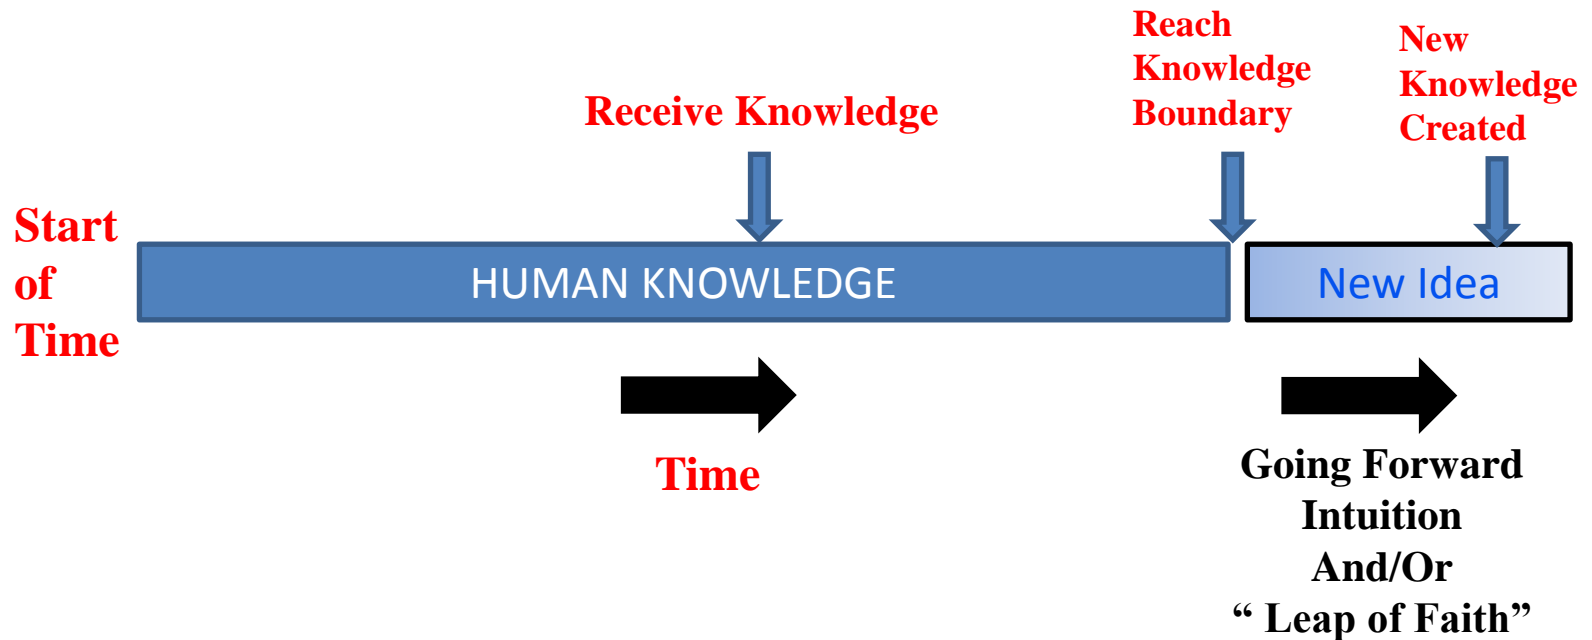 Reach
Knowledge
Boundary
New
Knowledge
Created
Receive Knowledge
Start
of
Time
HUMAN KNOWLEDGE
New Idea
Time
Going Forward
Intuition
And/Or
“ Leap of Faith”